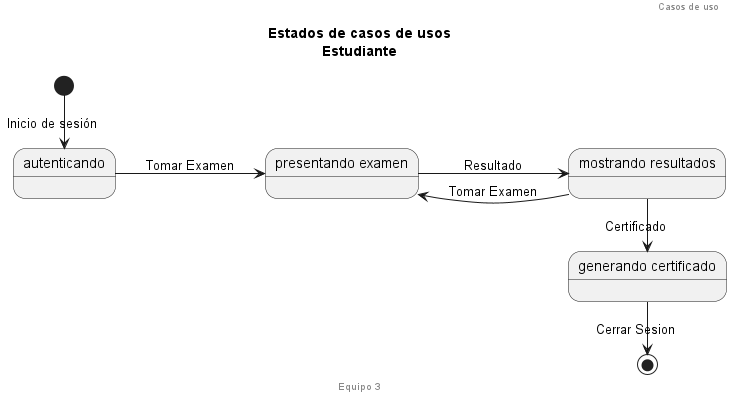 Casos de uso
Estados de casos de usos
Estudiante
Inicio de sesión
autenticando
Tomar Examen
presentando examen
Resultado
Tomar Examen
mostrando resultados
Certificado
generando certificado
Cerrar Sesion
Equipo 3